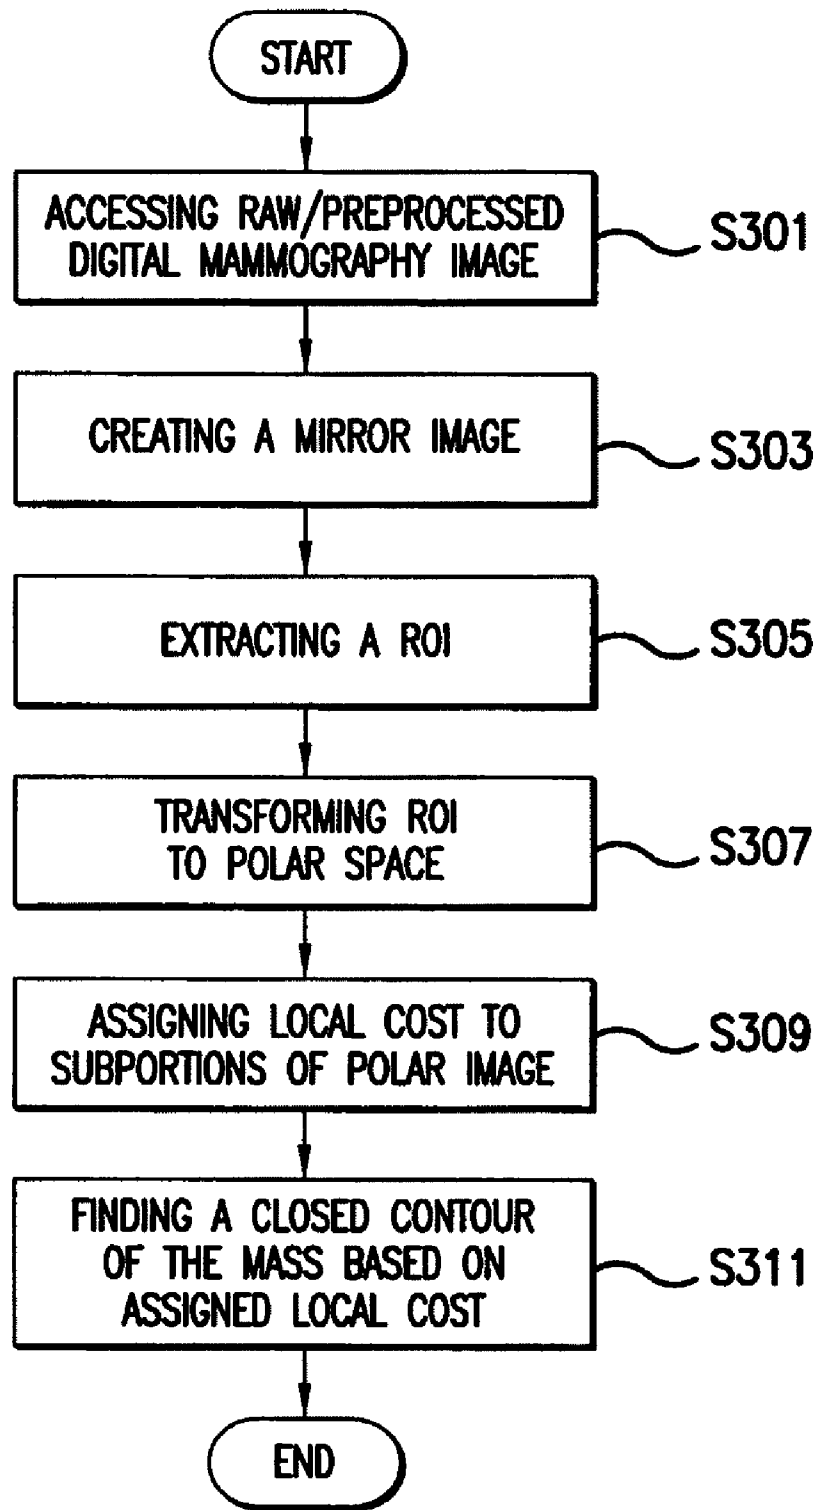 START
ACCESSING RAW/PREPROCESSED
DIGITAL MAMMOGRAPHY IMAGE
S301
CREATING A MIRROR IMAGE
S303
EXTRACTING A ROI
S305
TRANSFORMING ROI
TO POLAR SPACE
S307
ASSIGNING LOCAL COST TO
SUBPORTIONS OF POLAR IMAGE
S309
FINDING A CLOSED CONTOUR
OF THE MASS BASED ON
ASSIGNED LOCAL COST
S311
END